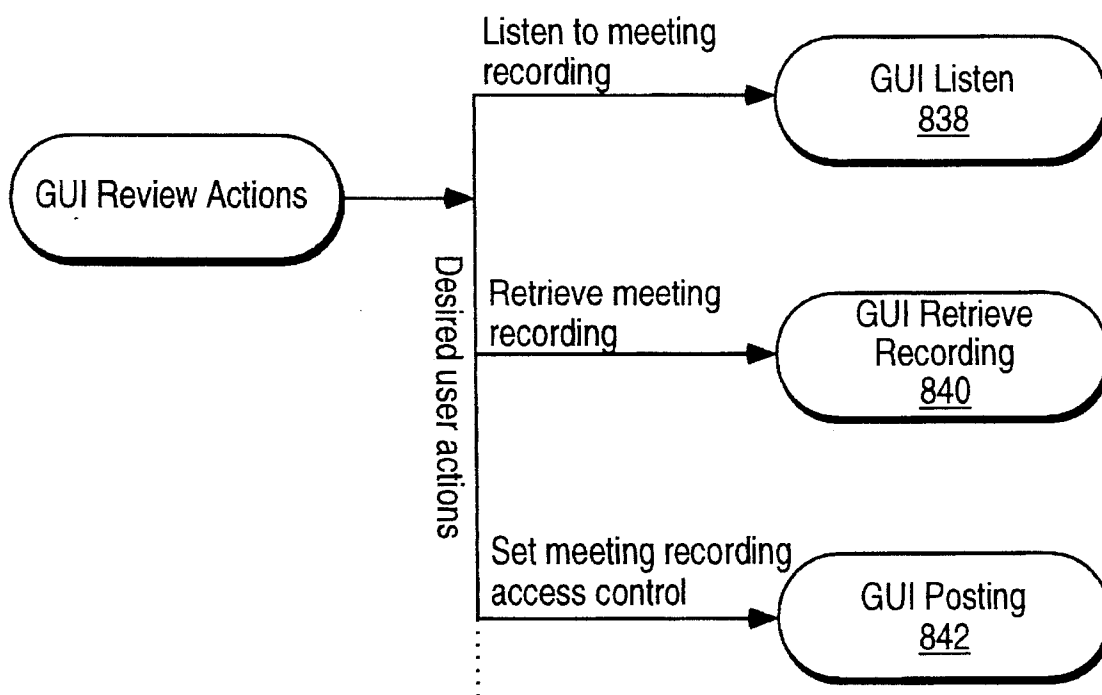 Listen to meeting
recording
GUI Listen
838
GUI Review Actions
Desired user actions
Retrieve meeting
recording
GUI Retrieve
Recording
840
Set meeting recording
access control
GUI Posting
842